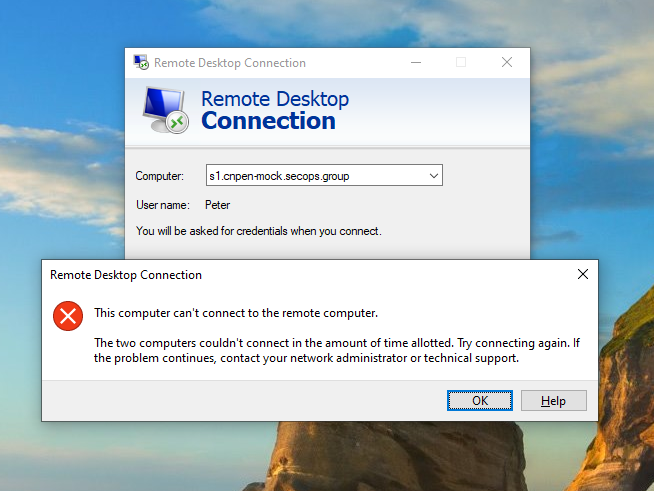 Remote Desktop Connection
Remote Desktop
Connection
Computer: s1.cnpen-mock.secops.group
User name: Peter
You will be asked for credentials when you connect.
Remote Desktop Connection
This computer can't connect to the remote computer.
The two computers couldn't connect in the amount of time allotted. Try connecting again. If
the problem continues, contact your network administrator or technical support.
OK Help